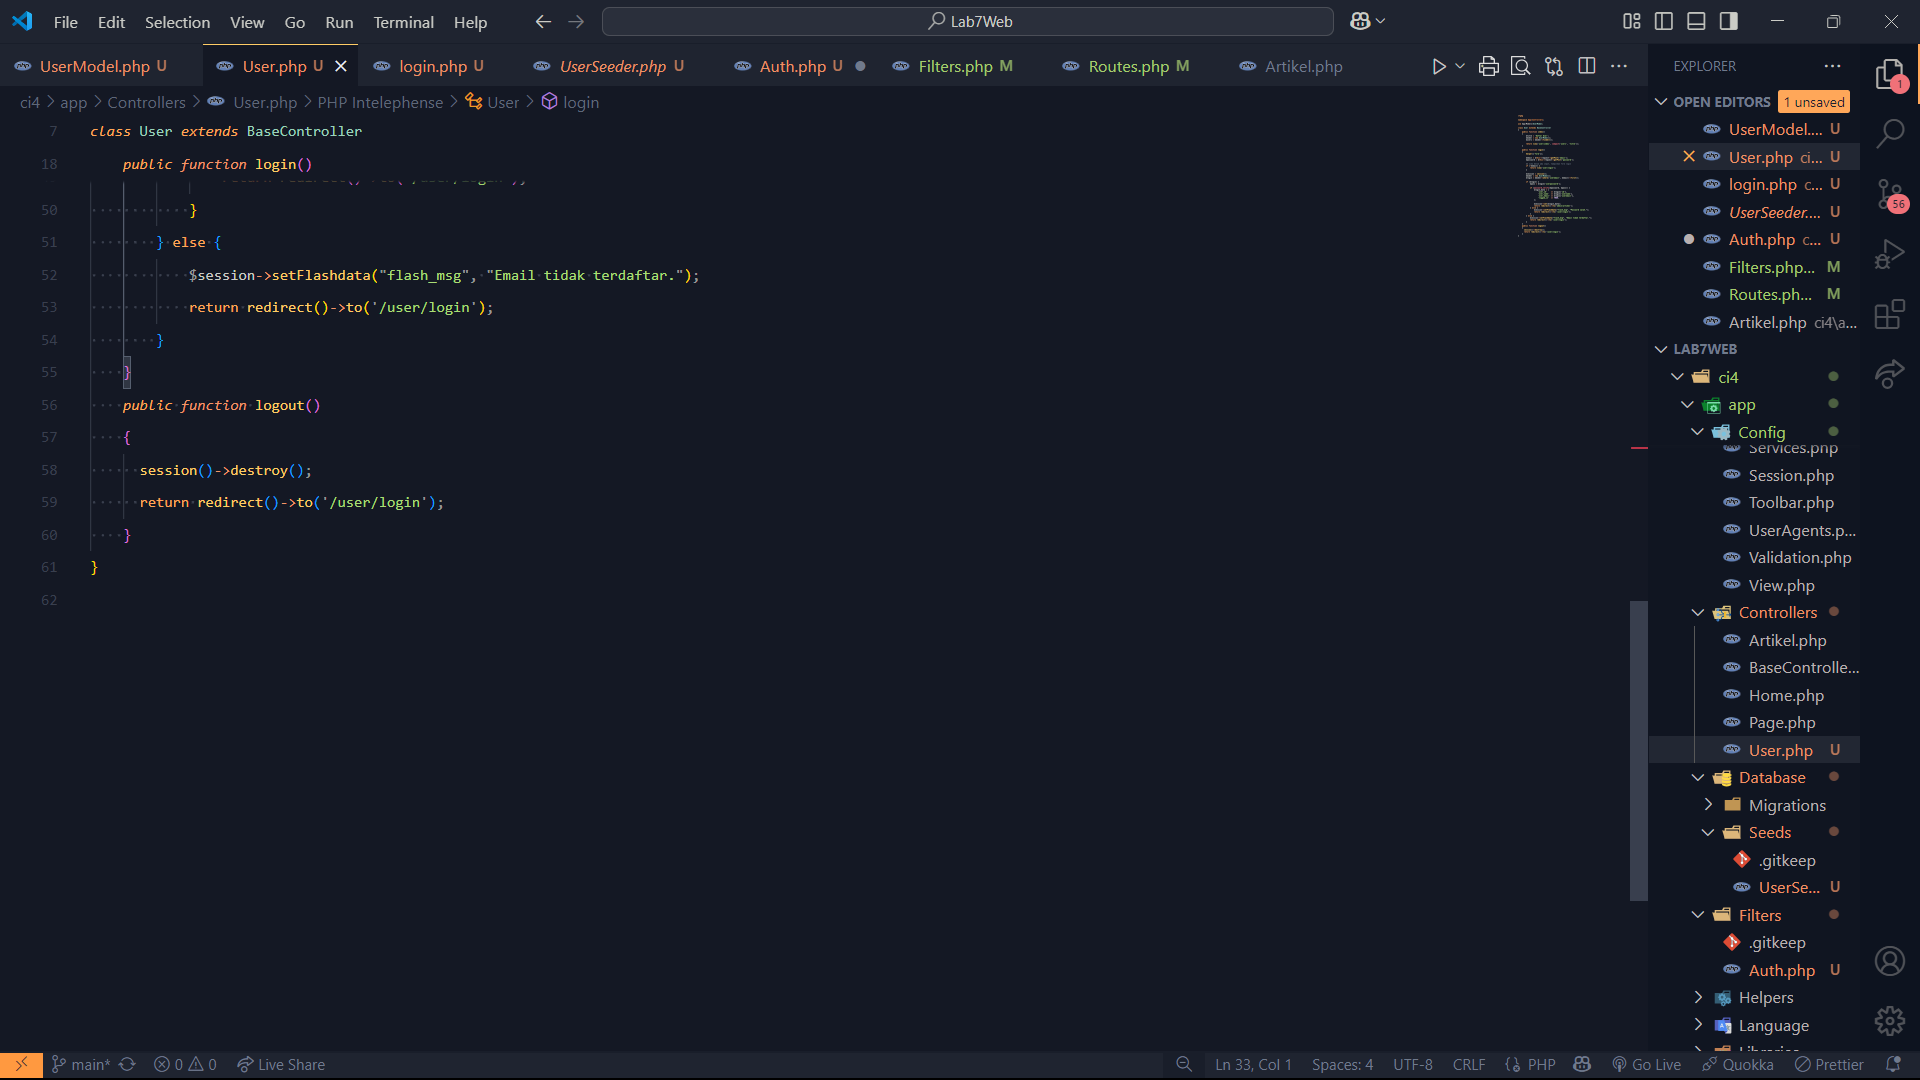 File Edit Selection View Go Run Terminal Help
Lab7Web
UserModel.php U
User.php U
login.php U
UserSeeder.php U
Auth.php U
Filters.php M
Routes.php M
Artikel.php
ci4 > app > Controllers > User.php > PHP Intelephense > User > login
7 class User extends BaseController
18 public function login()
50 }
51 } else {
52 $session->setFlashdata("flash_msg", "Email tidak terdaftar.");
53 return redirect()->to('/user/login');
54 }
55 }
56 public function logout()
57 {
58 session()->destroy();
59 return redirect()->to('/user/login');
60 }
61 }
62
EXPLORER
OPEN EDITORS 1 unsaved
UserModel.... U
User.php ci... U
login.php c... U
UserSeeder.... U
Auth.php c... U
Filters.php... M
Routes.ph... M
Artikel.php ci4\a...
LAB7WEB
ci4
app
Config
Services.php
Session.php
Toolbar.php
UserAgents.p...
Validation.php
View.php
Controllers
Artikel.php
BaseControlle...
Home.php
Page.php
User.php U
Database
Migrations
Seeds
.gitkeep
UserSe... U
Filters
.gitkeep
Auth.php U
Helpers
Language
1
56
main* 0 0 Live Share
Ln 33, Col 1 Spaces: 4 UTF-8 CRLF {} PHP Go Live Quokka Prettier